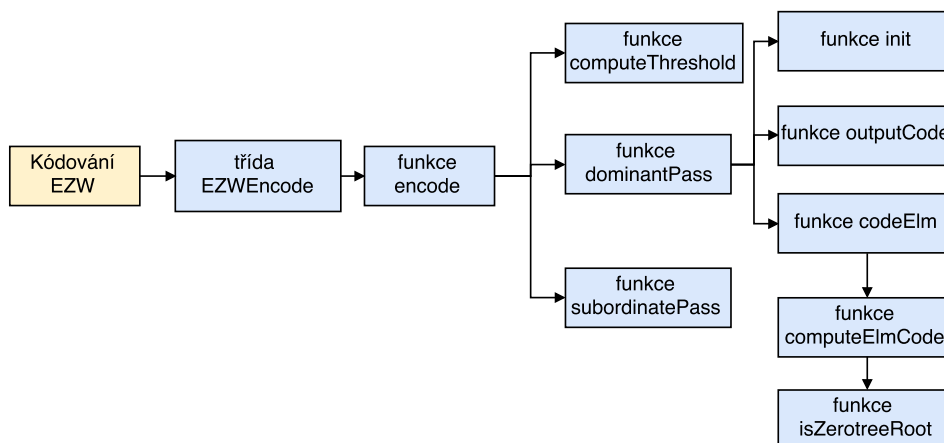 Kódování
EZW
třída
EZWEncode
funkce
encode
funkce
computeThreshold
funkce
dominantPass
funkce
subordinatePass
funkce init
funkce outputCode
funkce codeElm
funkce
computeElmCode
funkce
isZerotreeRoot